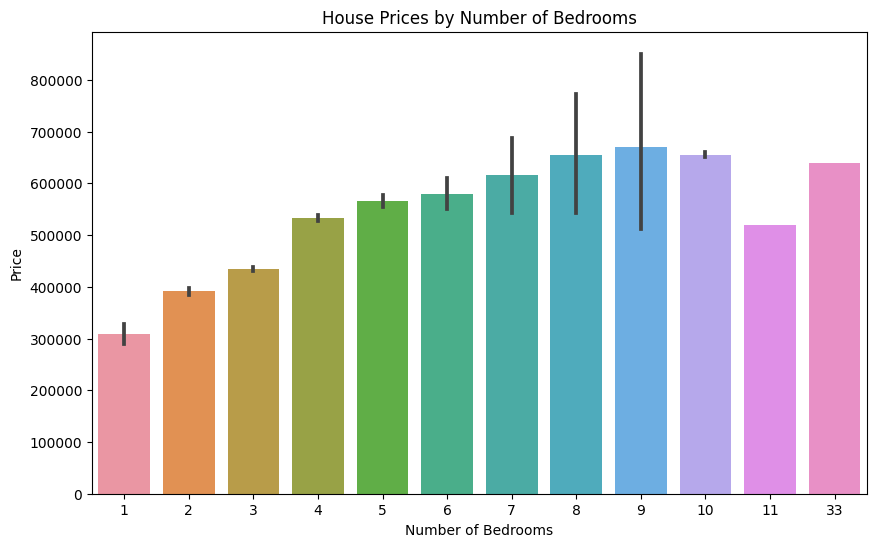 House Prices by Number of Bedrooms
800000
700000
600000
500000
400000
300000
200000
100000
0
Price
1 2 3 4 5 6 7 8 9 10 11 33
Number of Bedrooms